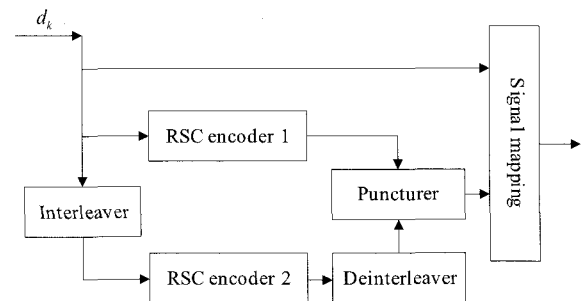 d_k
RSC encoder 1
Signal mapping
Puncturer
Interleaver
RSC encoder 2
Deinterleaver